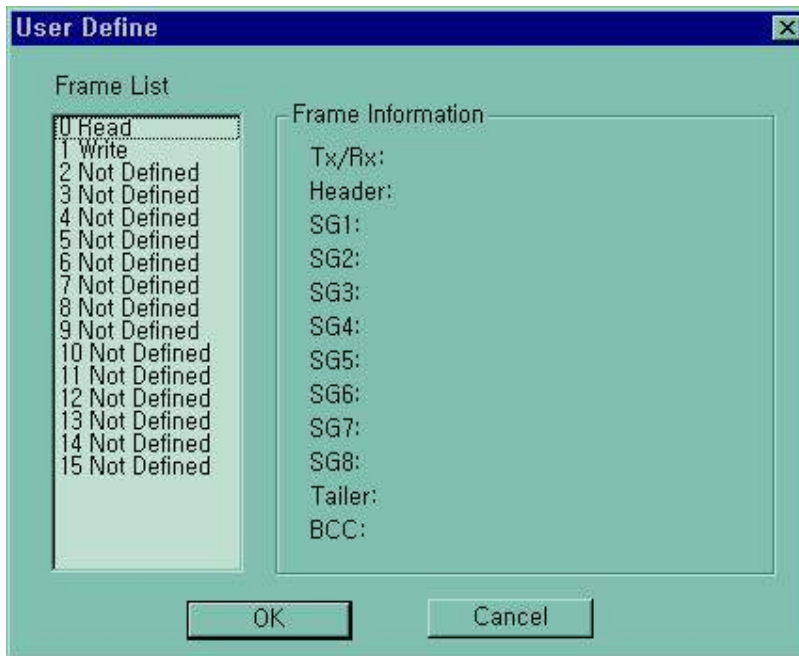 User Define
Frame List
0 Read
1 Write
2 Not Defined
3 Not Defined
4 Not Defined
5 Not Defined
6 Not Defined
7 Not Defined
8 Not Defined
9 Not Defined
10 Not Defined
11 Not Defined
12 Not Defined
13 Not Defined
14 Not Defined
15 Not Defined
Frame Information
Tx/Rx:
Header:
SG1:
SG2:
SG3:
SG4:
SG5:
SG6:
SG7:
SG8:
Tailer:
BCC:
OK
Cancel